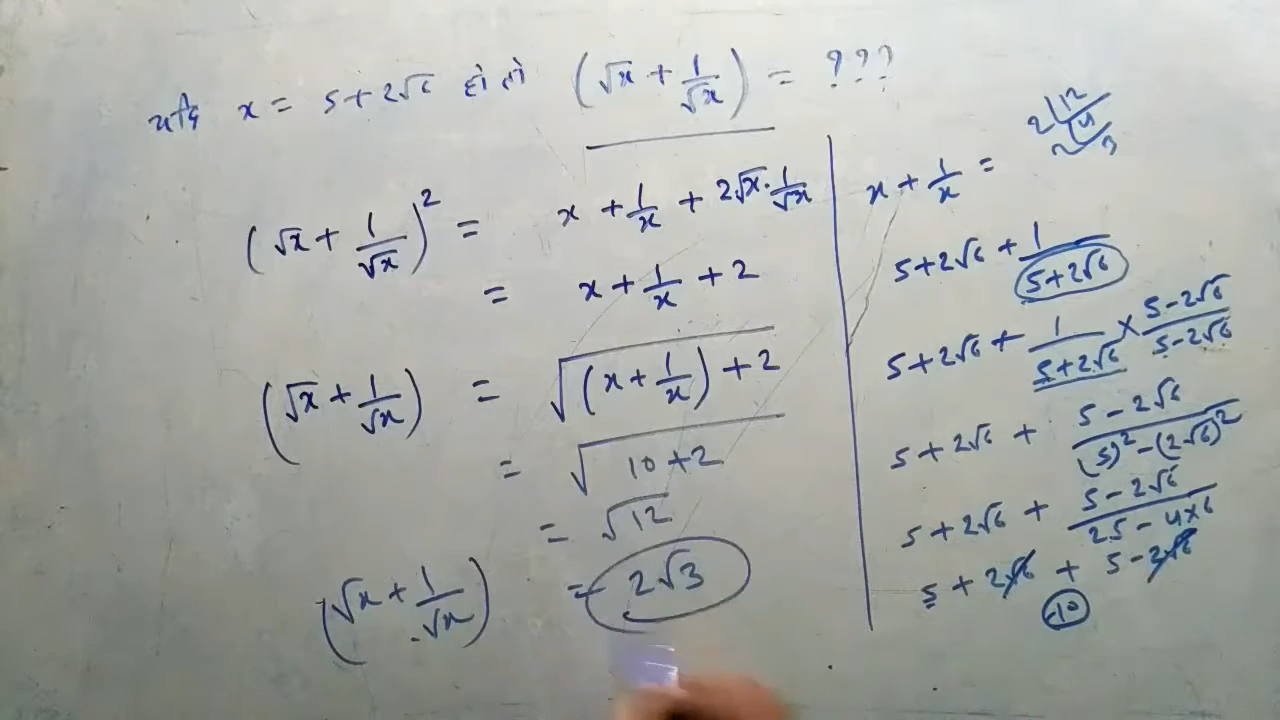 यदि x = 5+2√6 हो तो (√x + 1/√x) = ???
(√x + 1/√x)² = x + 1/x + 2√x · 1/√x
= x + 1/x + 2
(√x + 1/√x) = √((x + 1/x) + 2)
= √(10+2)
= √12
(√x + 1/√x) = 2√3
2 12
x + 1/x =
5+2√6 + 1/(5+2√6)
5+2√6 + 1/(5+2√6) × (5-2√6)/(5-2√6)
5+2√6 + (5-2√6)/((5)²-(2√6)²)
5+2√6 + (5-2√6)/(25-4×6)
5 + 2√6 + 5-2√6
10